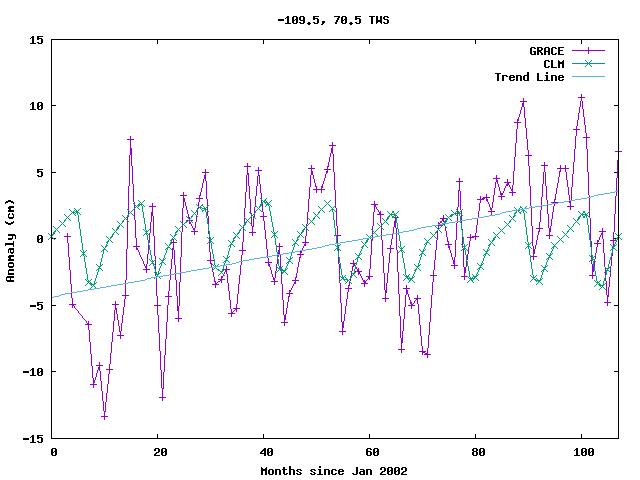 -109.5, 70.5 TWS
GRACE
CLM
Trend Line
15
10
5
0
-5
-10
-15
Anomaly (cm)
0 20 40 60 80 100
Months since Jan 2002